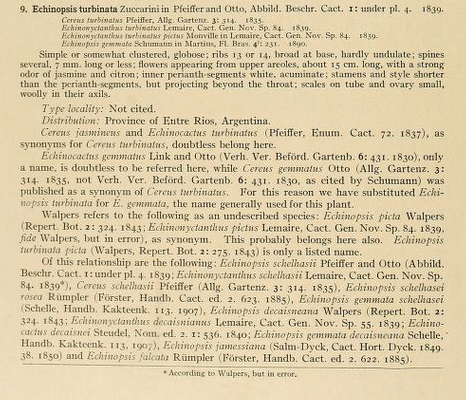 9. Echinopsis turbinata Zuccarini in Pfeiffer and Otto, Abbild. Beschr. Cact. 1: under pl. 4. 1839.
Cereus turbinatus Pfeiffer, Allg. Gartenz. 3: 314. 1835.
Echinonyctanthus turbinatus Lemaire, Cact. Gen. Nov. Sp. 84. 1839.
Echinonyctanthus turbinatus pictus Monville in Lemaire, Cact. Gen. Nov. Sp. 84. 1839.
Echinopsis gemmata Schumann in Martius, Fl. Bras. 4²: 231. 1890.
Simple or somewhat clustered, globose; ribs 13 or 14, broad at base, hardly undulate; spines
several, 7 mm. long or less; flowers appearing from upper areoles, about 15 cm. long, with a strong
odor of jasmine and citron; inner perianth-segments white, acuminate; stamens and style shorter
than the perianth-segments, but projecting beyond the throat; scales on tube and ovary small,
woolly in their axils.
Type locality: Not cited.
Distribution: Province of Entre Rios, Argentina.
Cereus jasmineus and Echinocactus turbinatus (Pfeiffer, Enum. Cact. 72. 1837), as
synonyms for Cereus turbinatus, doubtless belong here.
Echinocactus gemmatus Link and Otto (Verh. Ver. Beförd. Gartenb. 6: 431. 1830), only
a name, is doubtless to be referred here, while Cereus gemmatus Otto (Allg. Gartenz. 3:
314. 1835, not Verh. Ver. Beförd. Gartenb. 6: 431. 1830, as cited by Schumann) was
published as a synonym of Cereus turbinatus. For this reason we have substituted Echi-
nopsis turbinata for E. gemmata, the name generally used for this plant.
Walpers refers to the following as an undescribed species: Echinopsis picta Walpers
(Repert. Bot. 2: 324. 1843; Echinonyctanthus pictus Lemaire, Cact. Gen. Nov. Sp. 84. 1839,
fide Walpers, but in error), as synonym. This probably belongs here also. Echinopsis
turbinata picta (Walpers, Repert. Bot. 2: 275. 1843) is only a listed name.
Of this relationship are the following: Echinopsis schelhasii Pfeiffer and Otto (Abbild.
Beschr. Cact. 1: under pl. 4. 1839; Echinonyctanthus schelhasii Lemaire, Cact. Gen. Nov. Sp.
84. 1839*), Cereus schelhasii Pfeiffer (Allg. Gartenz. 3: 314. 1835), Echinopsis schelhasei
rosea Rümpler (Förster, Handb. Cact. ed. 2. 623. 1885), Echinopsis gemmata schelhasei
(Schelle, Handb. Kakteenk. 113. 1907), Echinopsis decaisneana Walpers (Repert. Bot. 2:
324. 1843; Echinonyctanthus decaisnianus Lemaire, Cact. Gen. Nov. Sp. 55. 1839; Echino-
cactus decaisnei Steudel, Nom. ed. 2. 1: 536. 1840; Echinopsis gemmata decaisneana Schelle,
Handb. Kakteenk. 113, 1907), Echinopsis jamessiana (Salm-Dyck, Cact. Hort. Dyck. 1849.
38. 1850) and Echinopsis falcata Rümpler (Förster, Handb. Cact. ed. 2. 622. 1885).
*According to Walpers, but in error.